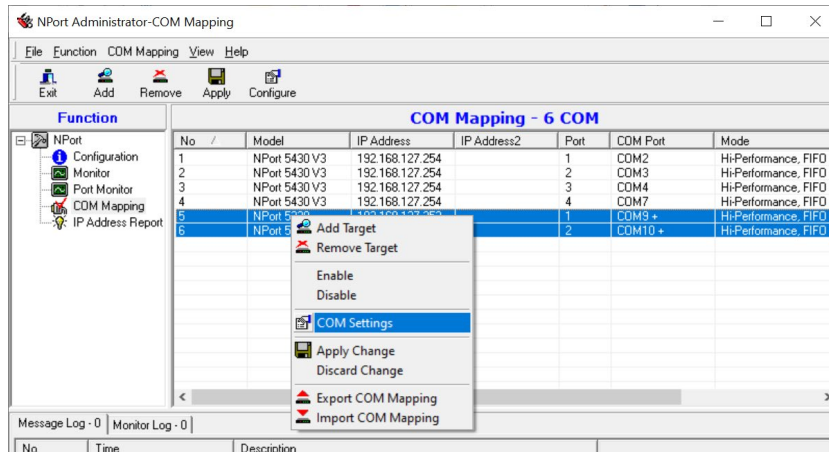 NPort Administrator-COM Mapping
File Function COM Mapping View Help
Exit Add Remove Apply Configure
Function
COM Mapping - 6 COM
NPort
Configuration
Monitor
Port Monitor
COM Mapping
IP Address Report
No / Model IP Address IP Address2 Port COM Port Mode
1 NPort 5430 V3 192.168.127.254 1 COM2 Hi-Performance, FIFO
2 NPort 5430 V3 192.168.127.254 2 COM3 Hi-Performance, FIFO
3 NPort 5430 V3 192.168.127.254 3 COM4 Hi-Performance, FIFO
4 NPort 5430 V3 192.168.127.254 4 COM7 Hi-Performance, FIFO
5 NPort 1 COM9 + Hi-Performance, FIFO
6 NPort 5 2 COM10 + Hi-Performance, FIFO
Add Target
Remove Target
Enable
Disable
COM Settings
Apply Change
Discard Change
Export COM Mapping
Import COM Mapping
Message Log - 0 Monitor Log - 0
No Time Description